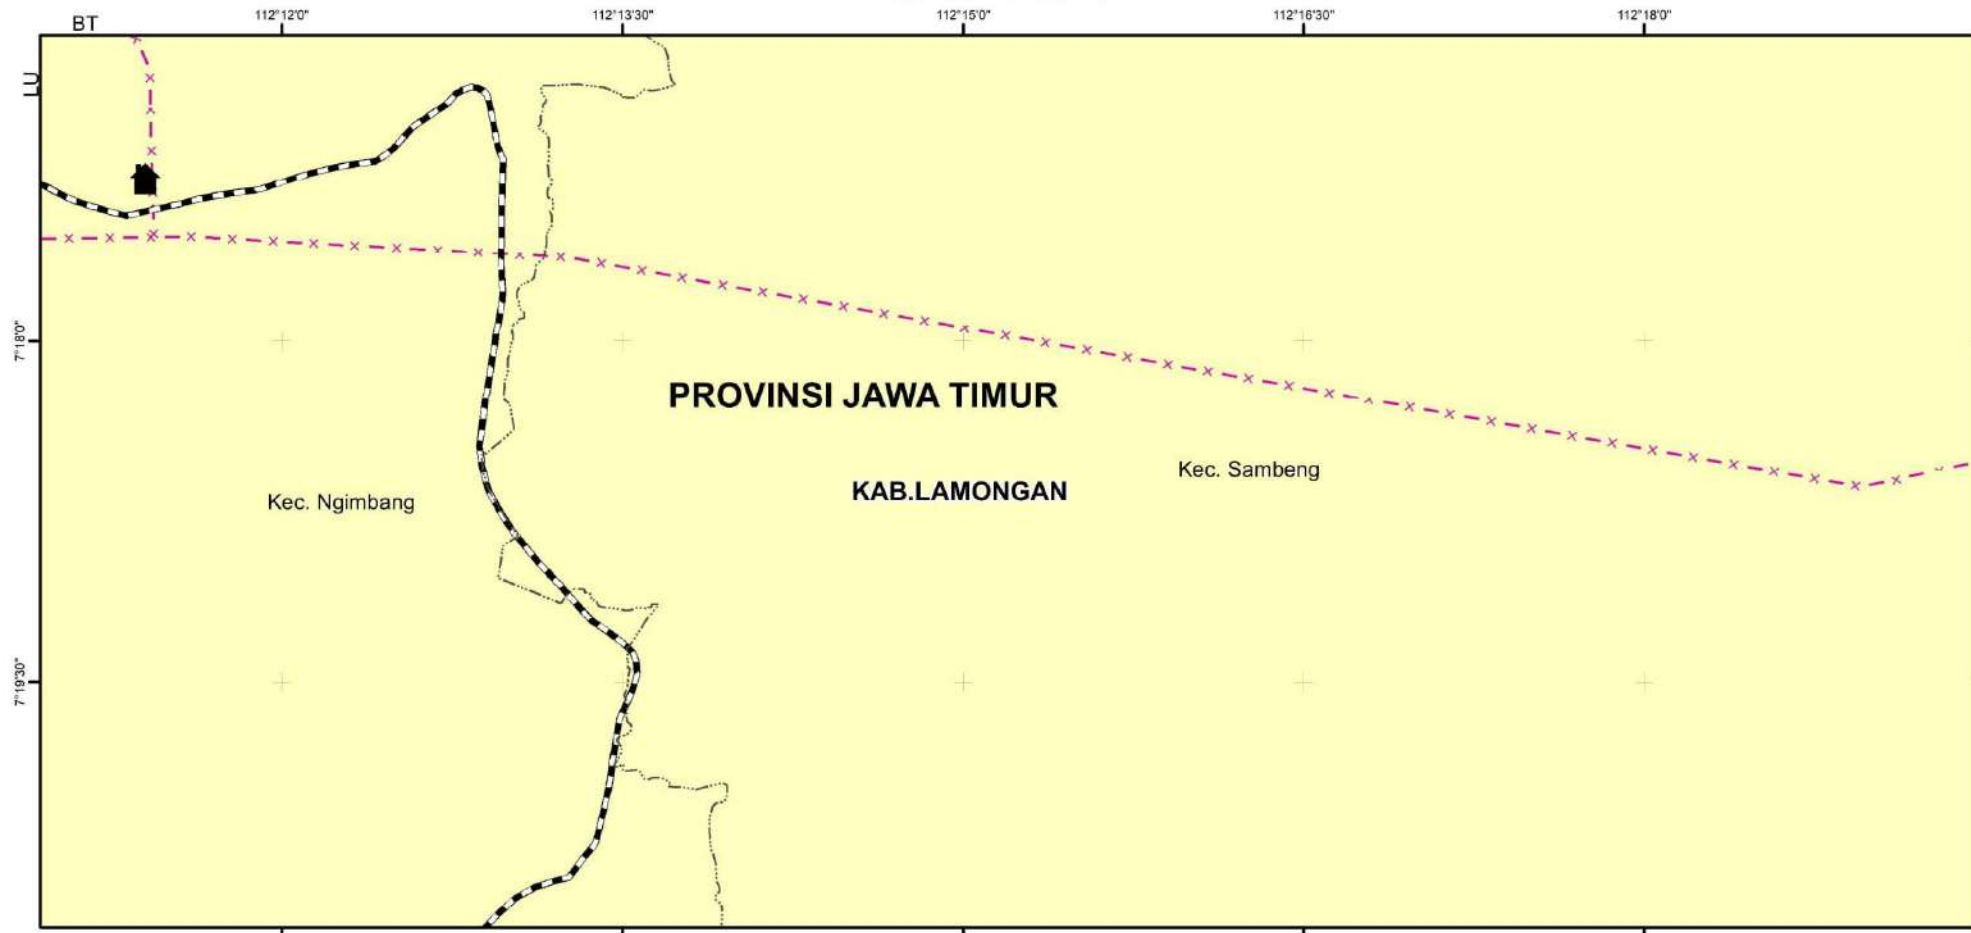 BT
112°12'0"
112°13'30"
112°15'0"
112°16'30"
112°18'0"
LU
7°18'0"
PROVINSI JAWA TIMUR
Kec. Sambeng
KAB.LAMONGAN
Kec. Ngimbang
7°19'30"